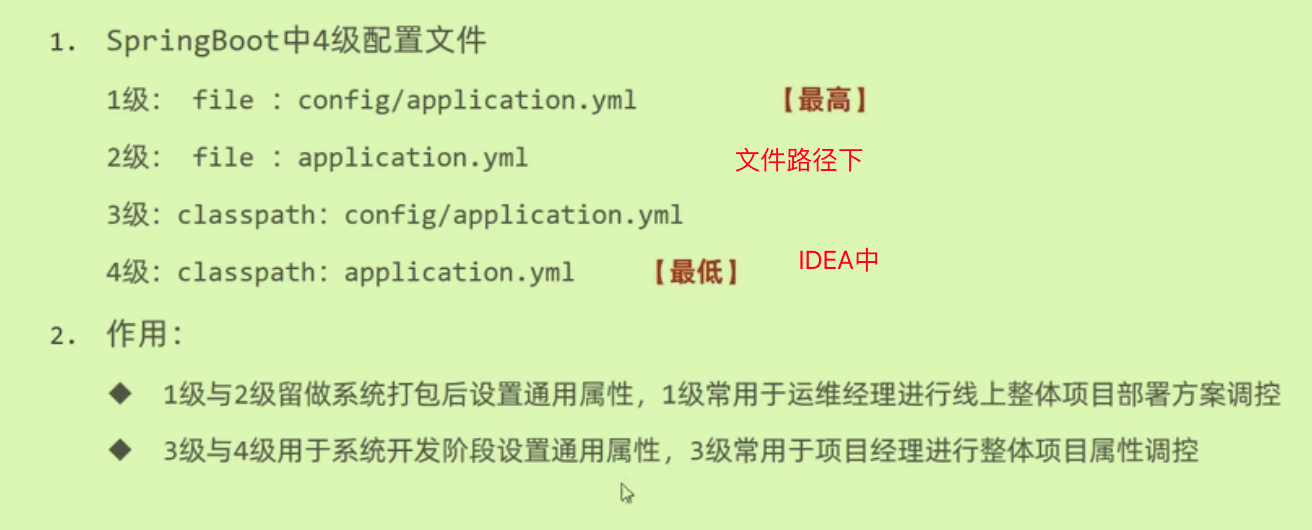 1. SpringBoot中4级配置文件
1级: file : config/application.yml 【最高】
2级: file : application.yml 文件路径下
3级: classpath: config/application.yml
4级: classpath: application.yml 【最低】 IDEA中
2. 作用:
◆ 1级与2级留做系统打包后设置通用属性，1级常用于运维经理进行线上整体项目部署方案调控
◆ 3级与4级用于系统开发阶段设置通用属性，3级常用于项目经理进行整体项目属性调控